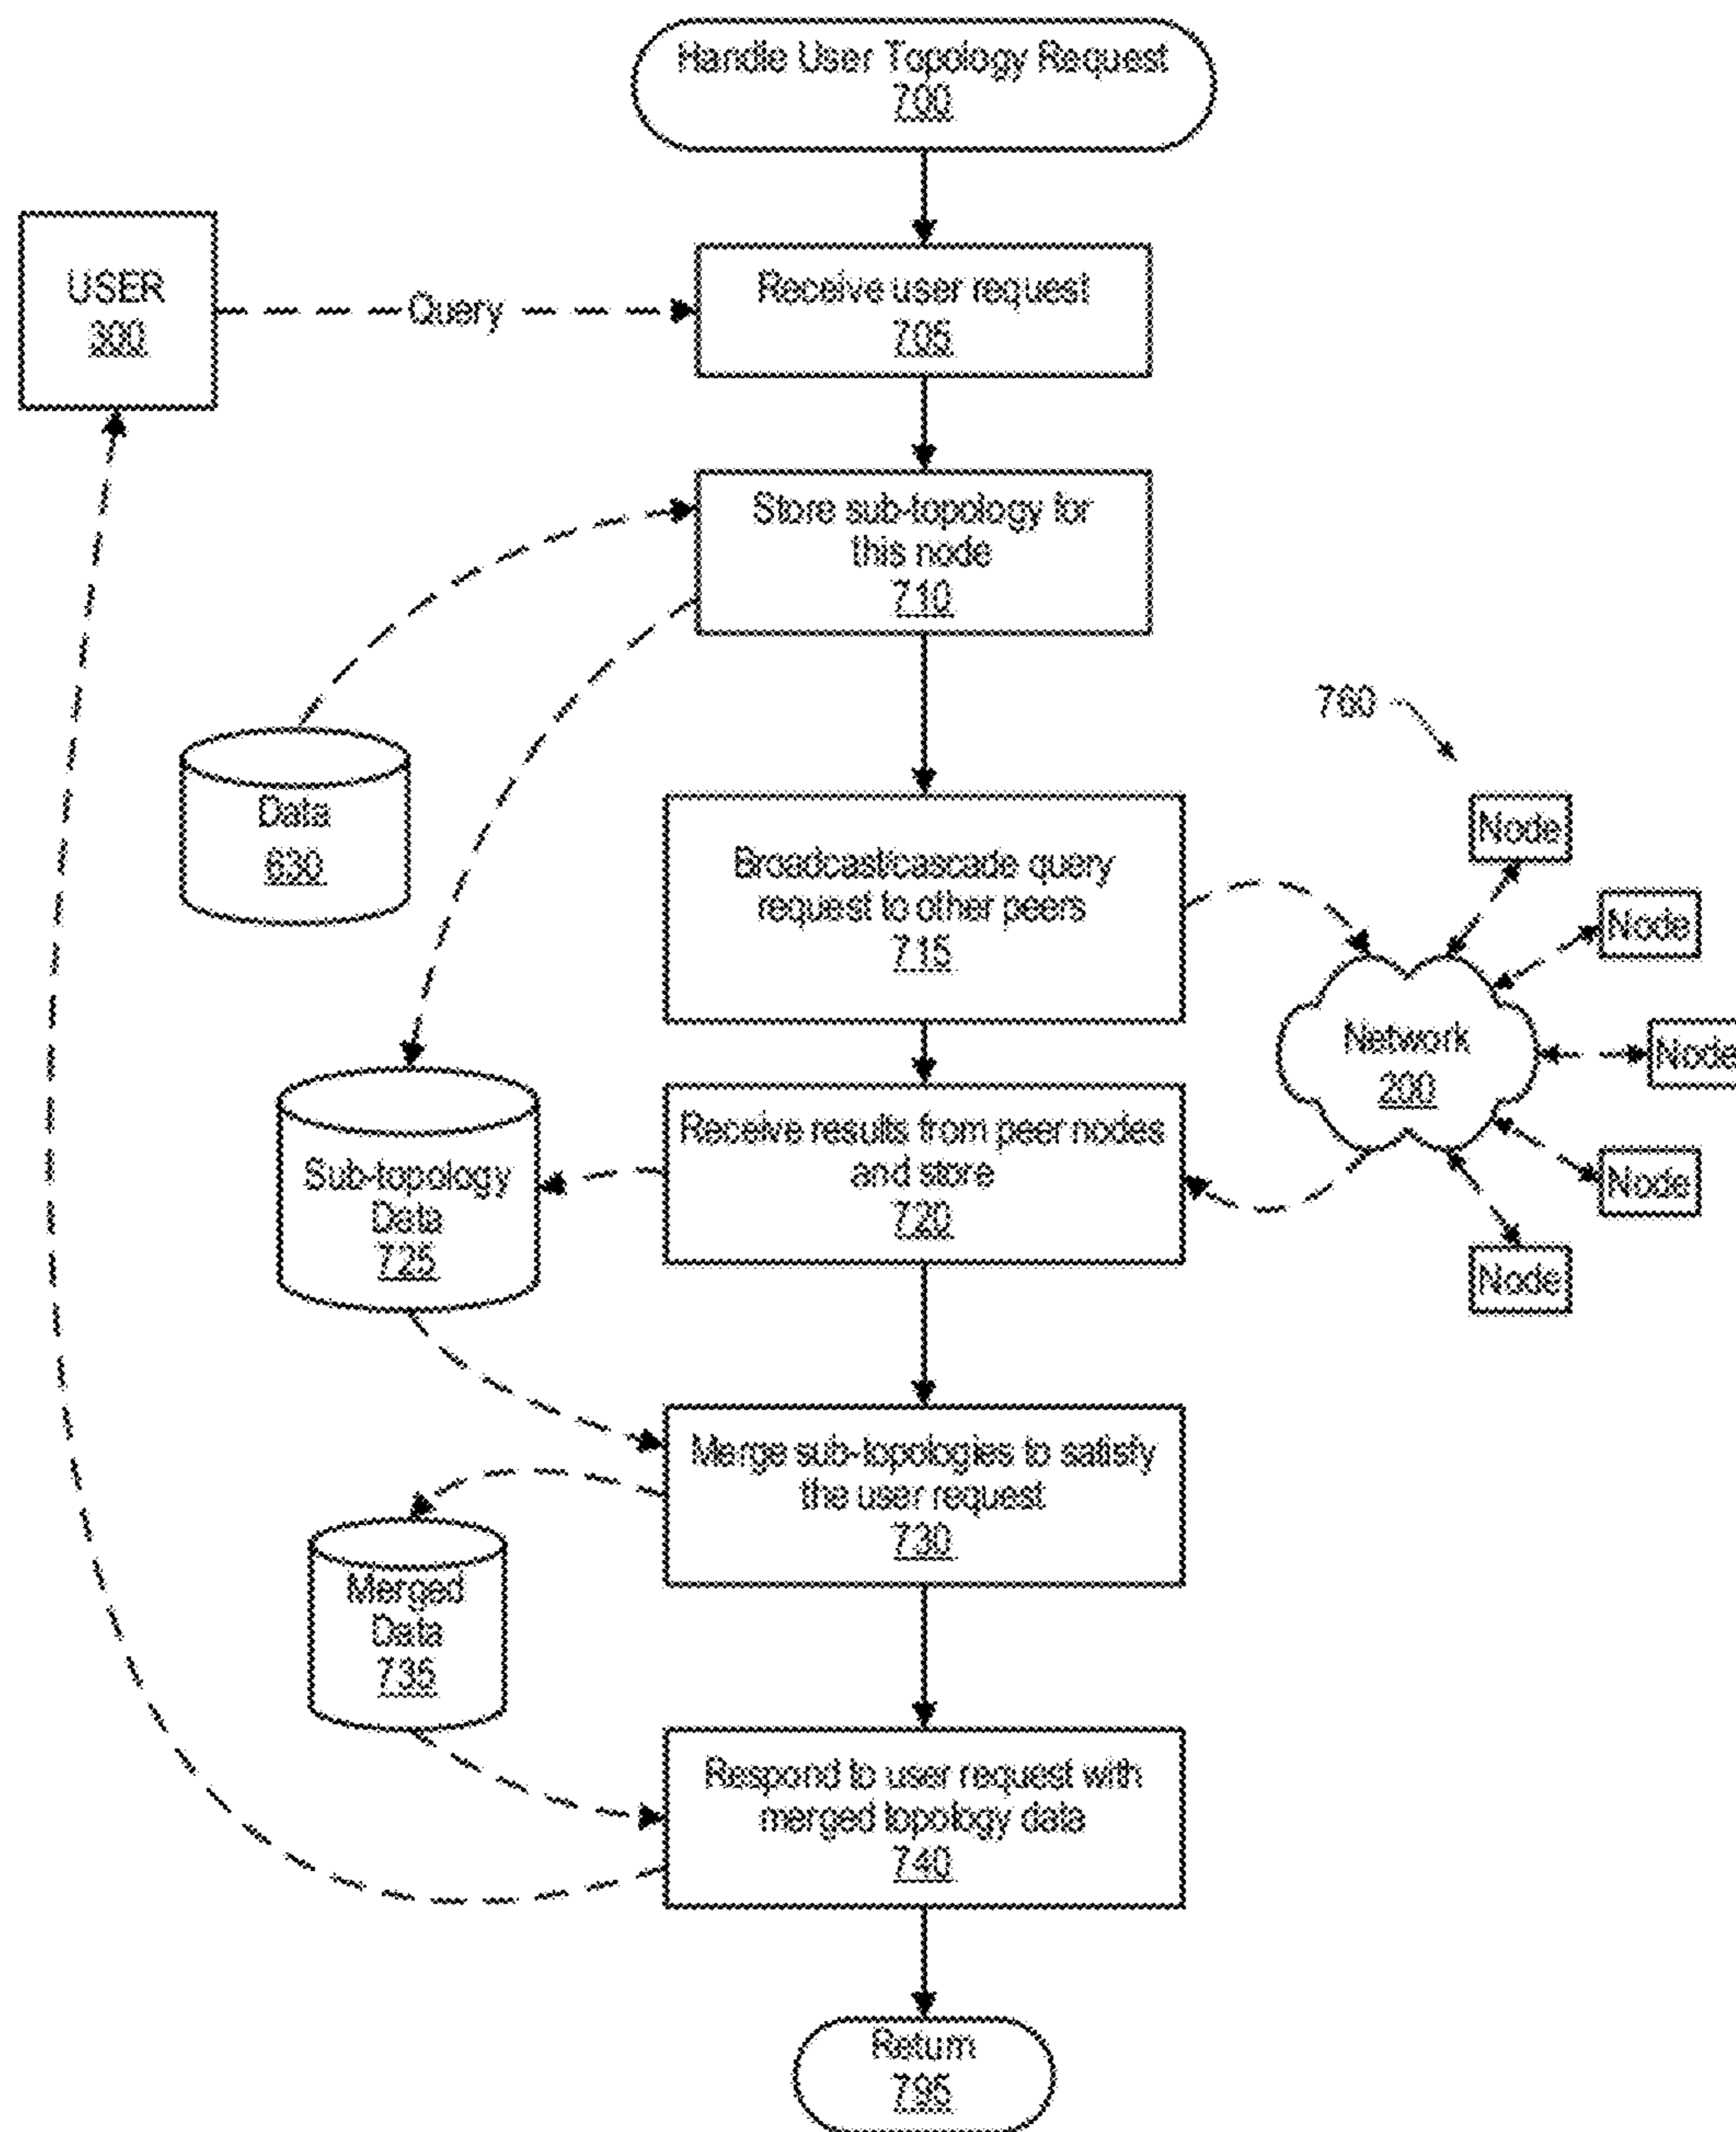 Handle User Topology Request
700
USER
300
Query
Receive user request
705
Store sub-topology for
this node
710
760
Data
630
Broadcast/cascade query
request to other peers
715
Node
Node
Network
200
Node
Node
Node
Sub-topology
Data
725
Receive results from peer nodes
and store
720
Merge sub-topologies to satisfy
the user request
730
Merged
Data
735
Respond to user request with
merged topology data
740
Return
795